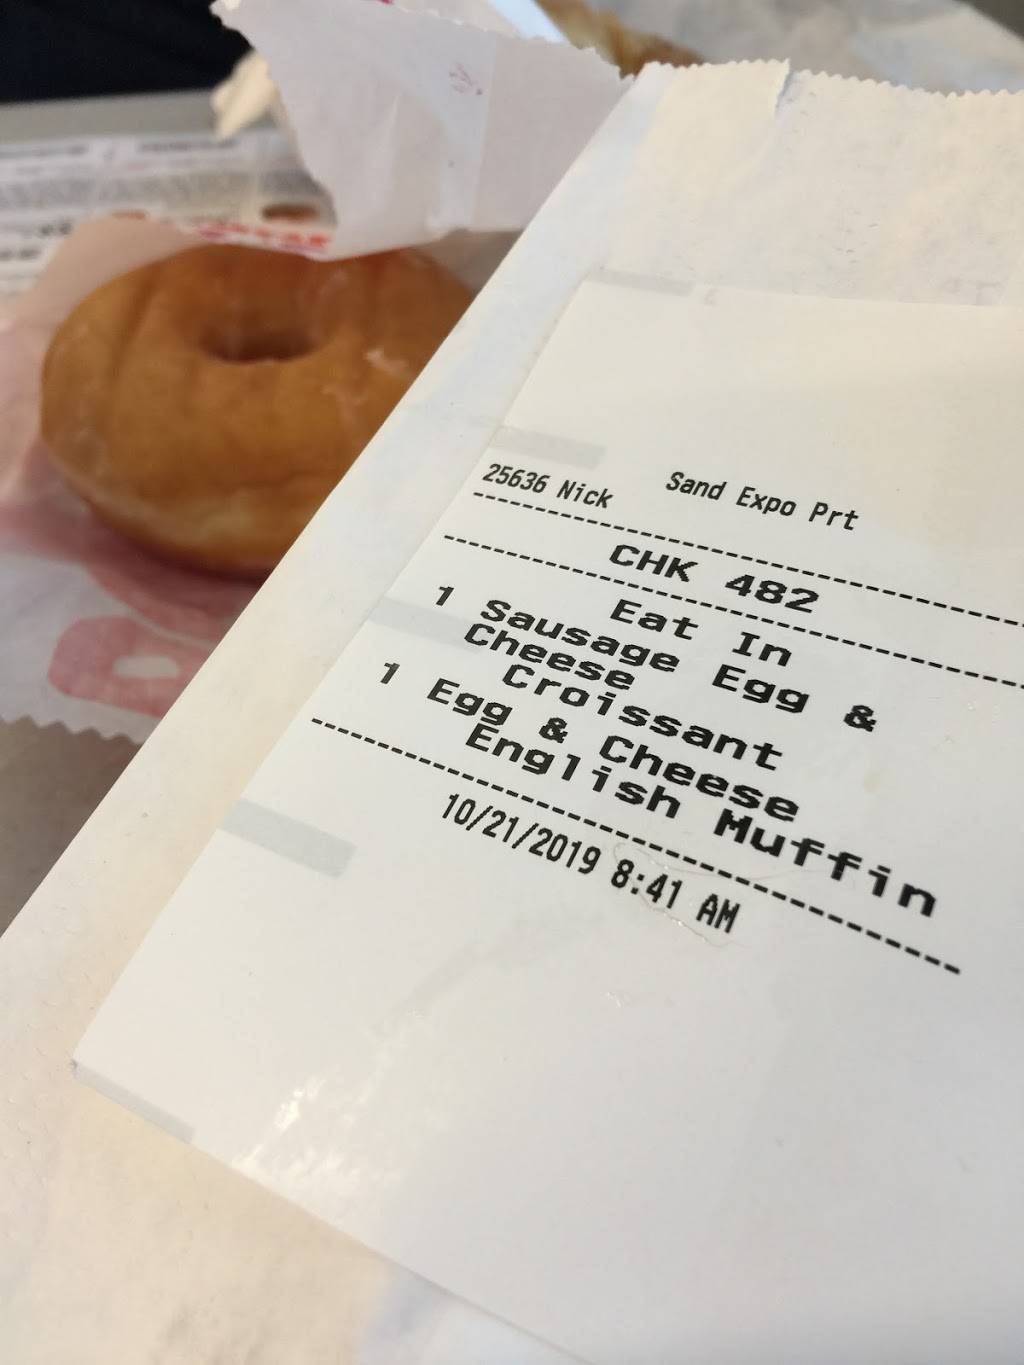 25636 Nick Sand Expo Prt
CHK 482
Eat In
1 Sausage Egg &
Cheese
Croissant
1 Egg & Cheese
English Muffin
10/21/2019 8:41 AM